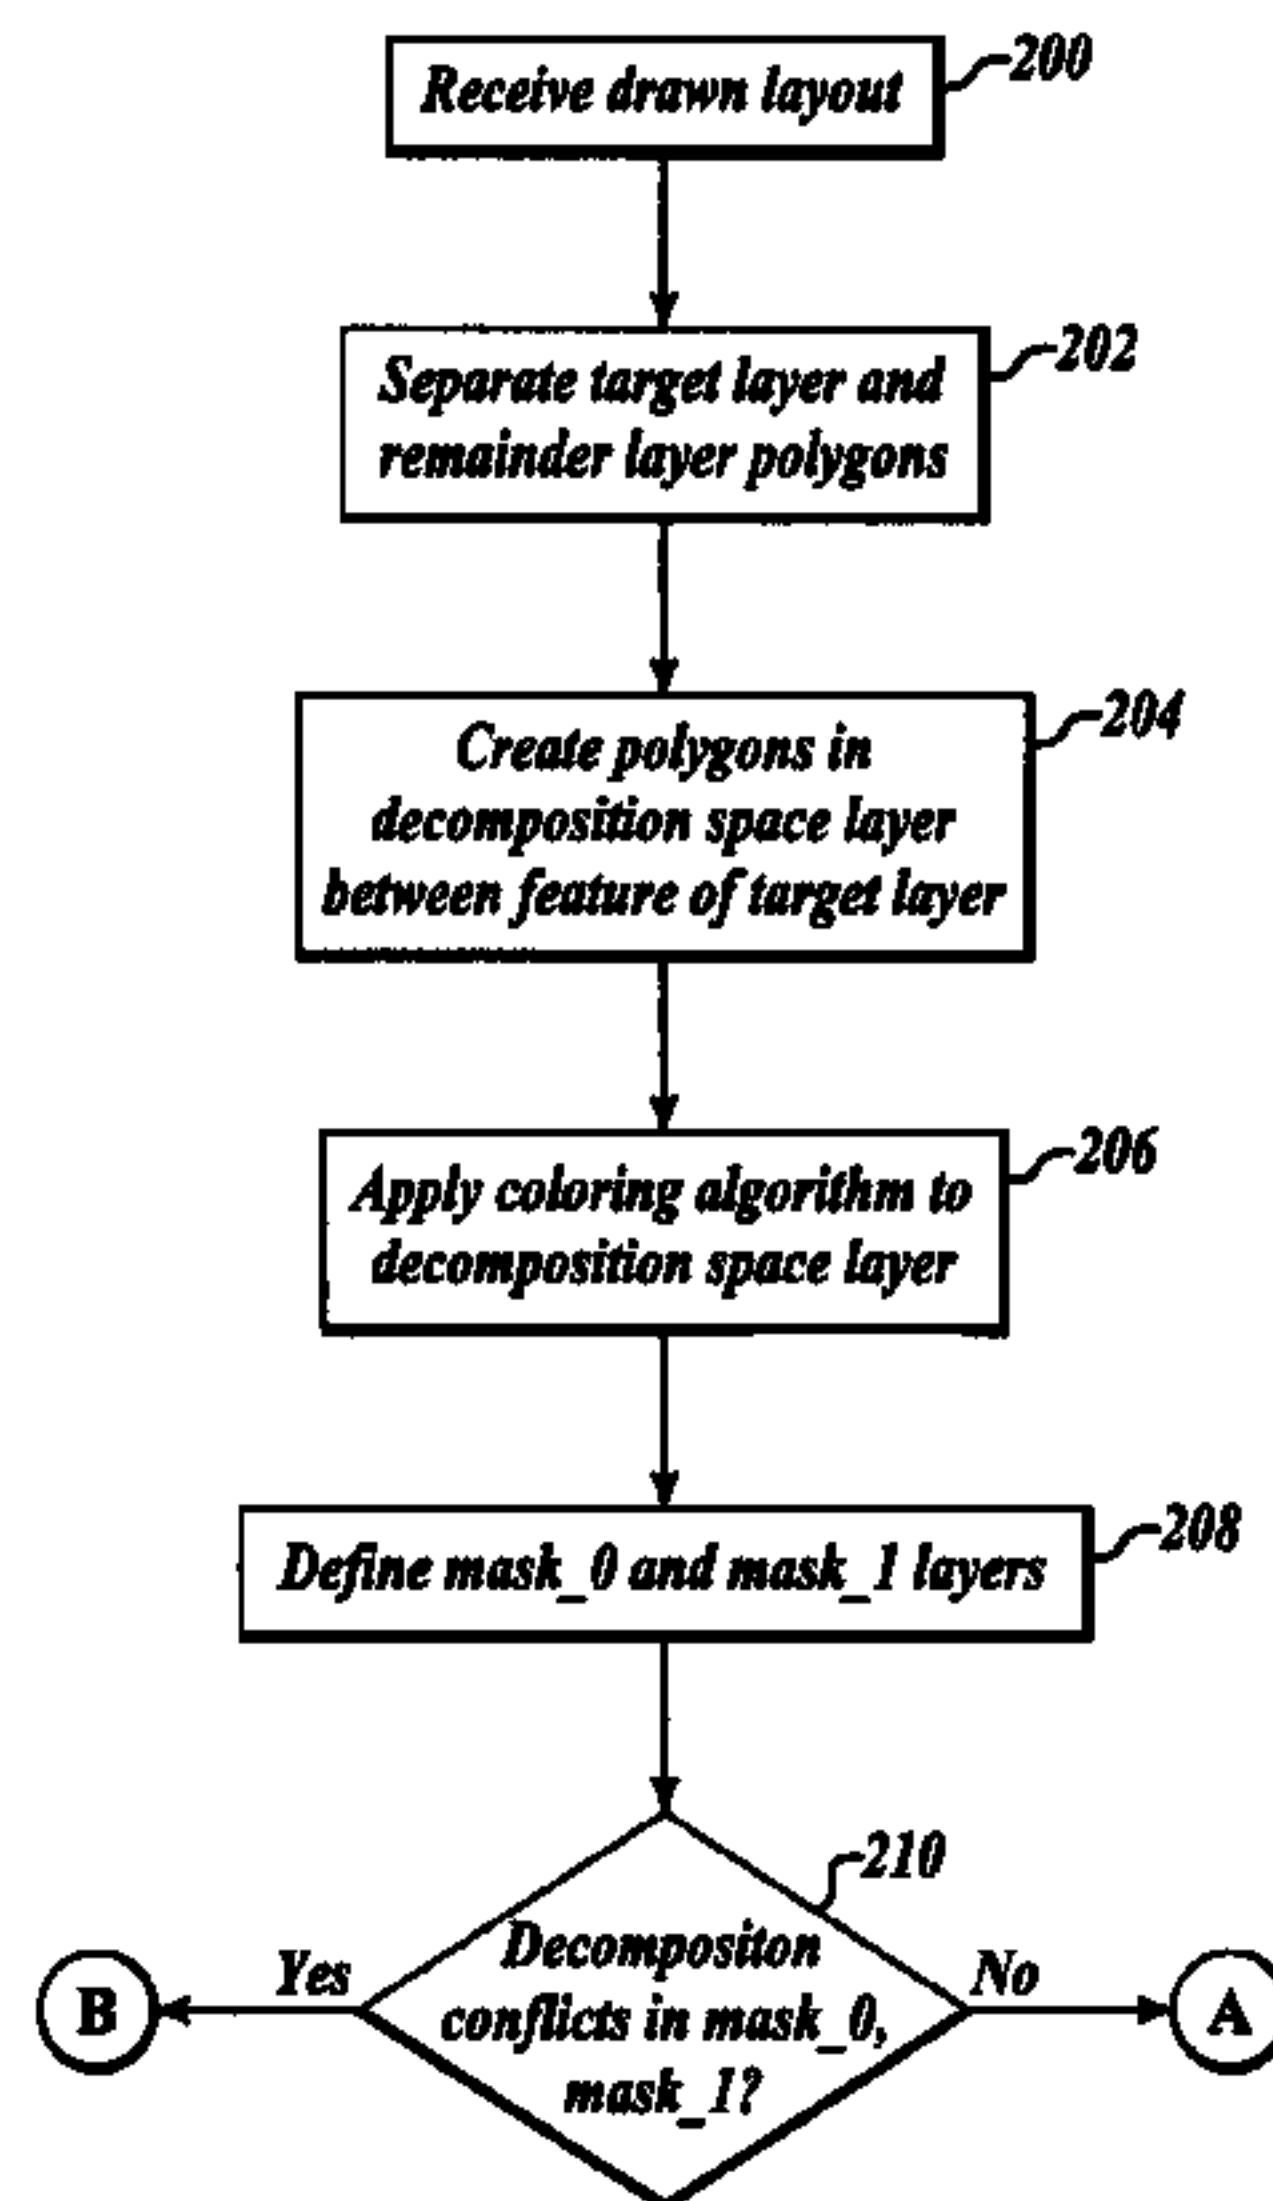 Receive drawn layout
200
Separate target layer and
remainder layer polygons
202
Create polygons in
decomposition space layer
between feature of target layer
204
Apply coloring algorithm to
decomposition space layer
206
Define mask_0 and mask_1 layers
208
Decompositon
conflicts in mask_0,
mask_1?
210
Yes
No
B
A